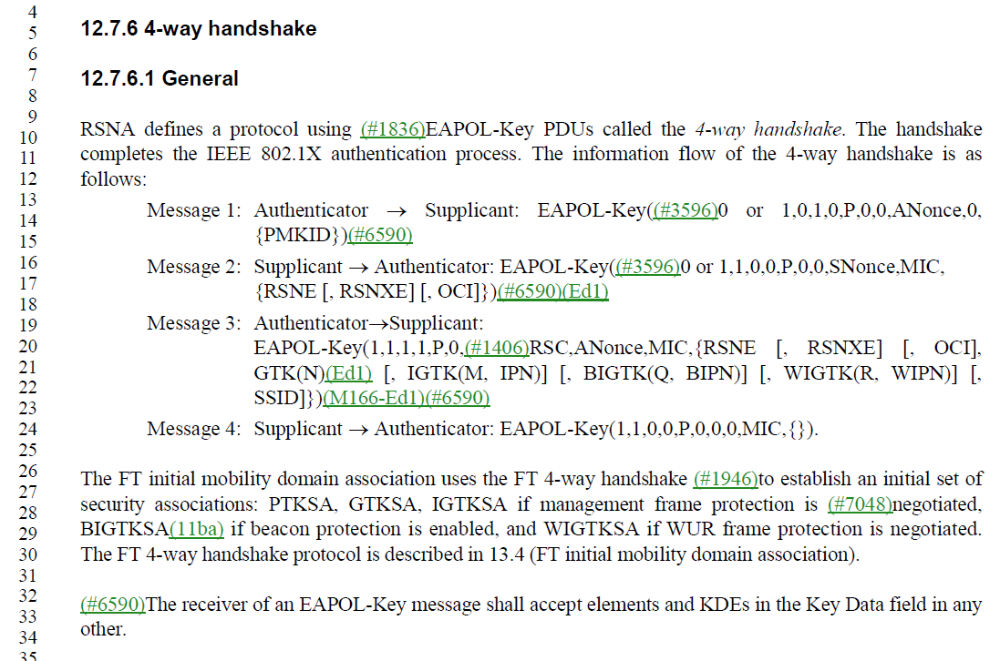 4
5
12.7.6 4-way handshake
6
7
12.7.6.1 General
8
9
10
RSNA defines a protocol using (#1836)EAPOL-Key PDUs called the 4-way handshake. The handshake
11
completes the IEEE 802.1X authentication process. The information flow of the 4-way handshake is as
12
follows:
13
14
Message 1: Authenticator → Supplicant: EAPOL-Key((#3596)0 or 1,0,1,0,P,0,0,ANonce,0,
15
{PMKID})(#6590)
16
Message 2: Supplicant → Authenticator: EAPOL-Key((#3596)0 or 1,1,0,0,P,0,0,SNonce,MIC,
17
18
{RSNE [, RSNXE] [, OCI]})(#6590)(Ed1)
19
Message 3: Authenticator→Supplicant:
20
EAPOL-Key(1,1,1,1,P,0,(#1406)RSC,ANonce,MIC,{RSNE [, RSNXE] [, OCI],
21
GTK(N)(Ed1) [, IGTK(M, IPN)] [, BIGTK(Q, BIPN)] [, WIGTK(R, WIPN)] [,
22
23
SSID]})(M166-Ed1)(#6590)
24
Message 4: Supplicant → Authenticator: EAPOL-Key(1,1,0,0,P,0,0,0,MIC,{}).
25
26
The FT initial mobility domain association uses the FT 4-way handshake (#1946)to establish an initial set of
27
28
security associations: PTKSA, GTKSA, IGTKSA if management frame protection is (#7048)negotiated,
29
BIGTKSA(11ba) if beacon protection is enabled, and WIGTKSA if WUR frame protection is negotiated.
30
The FT 4-way handshake protocol is described in 13.4 (FT initial mobility domain association).
31
32
33
(#6590)The receiver of an EAPOL-Key message shall accept elements and KDEs in the Key Data field in any
34
other.
35